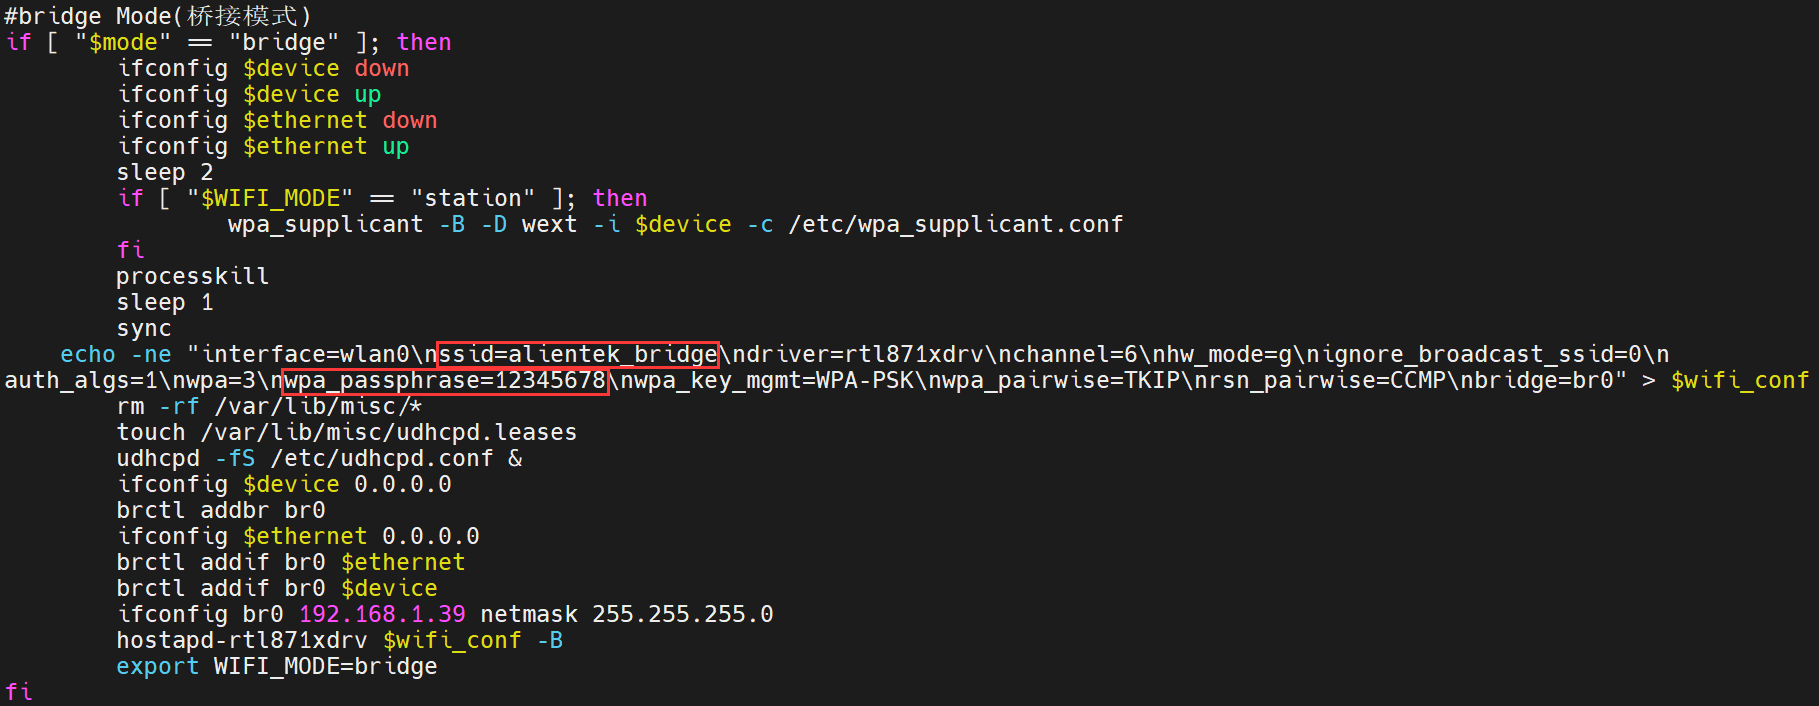 #bridge Mode(桥接模式)
if [ "$mode" == "bridge" ]; then
        ifconfig $device down
        ifconfig $device up
        ifconfig $ethernet down
        ifconfig $ethernet up
        sleep 2
        if [ "$WIFI_MODE" == "station" ]; then
                wpa_supplicant -B -D wext -i $device -c /etc/wpa_supplicant.conf
        fi
        processkill
        sleep 1
        sync
    echo -ne "interface=wlan0\nssid=alientek_bridge\ndriver=rtl871xdrv\nchannel=6\nhw_mode=g\nignore_broadcast_ssid=0\n
auth_algs=1\nwpa=3\nwpa_passphrase=12345678\nwpa_key_mgmt=WPA-PSK\nwpa_pairwise=TKIP\nrsn_pairwise=CCMP\nbridge=br0" > $wifi_conf
        rm -rf /var/lib/misc/*
        touch /var/lib/misc/udhcpd.leases
        udhcpd -fS /etc/udhcpd.conf &
        ifconfig $device 0.0.0.0
        brctl addbr br0
        ifconfig $ethernet 0.0.0.0
        brctl addif br0 $ethernet
        brctl addif br0 $device
        ifconfig br0 192.168.1.39 netmask 255.255.255.0
        hostapd-rtl871xdrv $wifi_conf -B
        export WIFI_MODE=bridge
fi